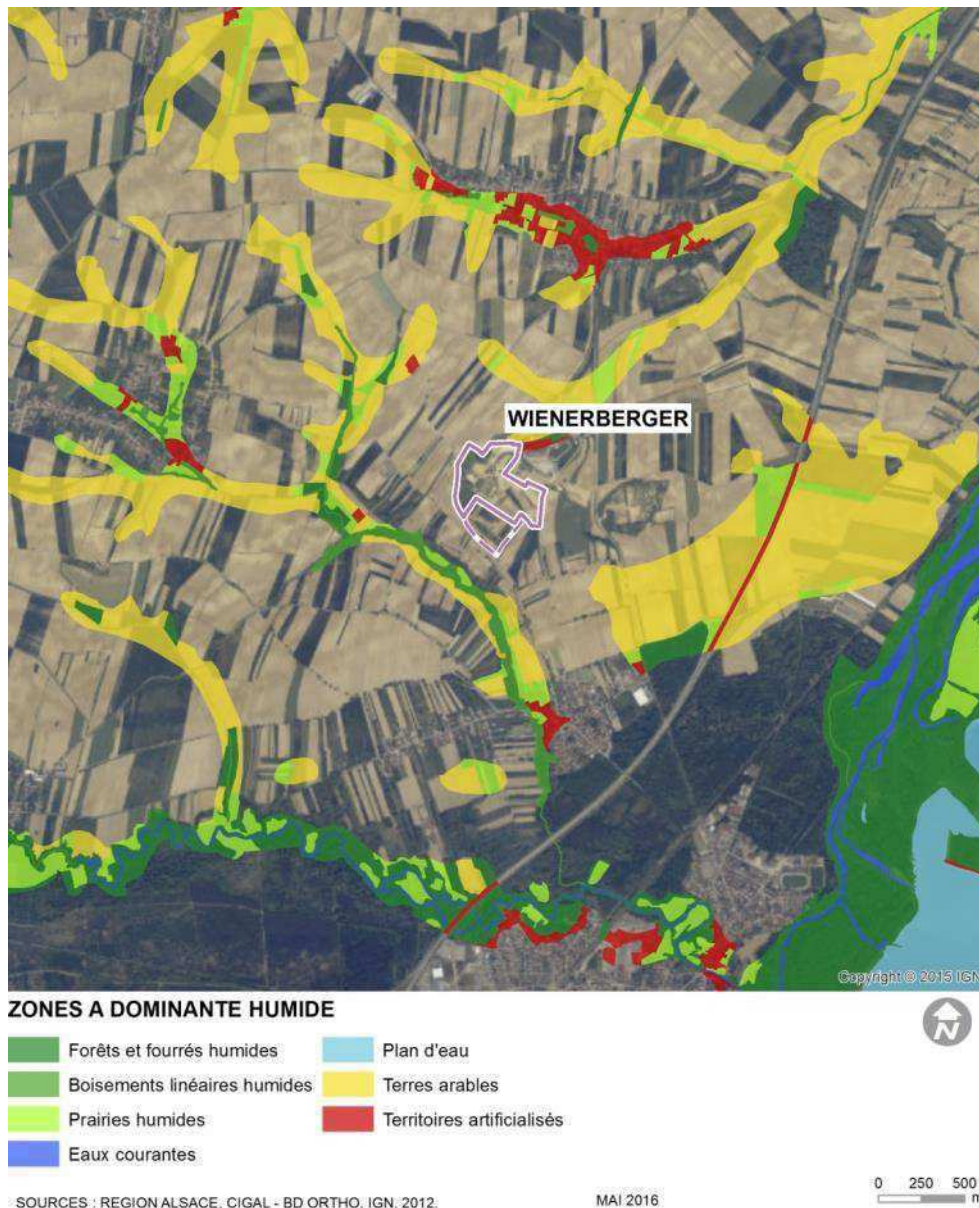 WIENERBERGER
Copyright © 2015 IGN
ZONES A DOMINANTE HUMIDE
N
Forêts et fourrés humides
Plan d'eau
Boisements linéaires humides
Terres arables
Prairies humides
Territoires artificialisés
Eaux courantes
SOURCES : REGION ALSACE, CIGAL - BD ORTHO, IGN, 2012.
MAI 2016
0 250 500
m